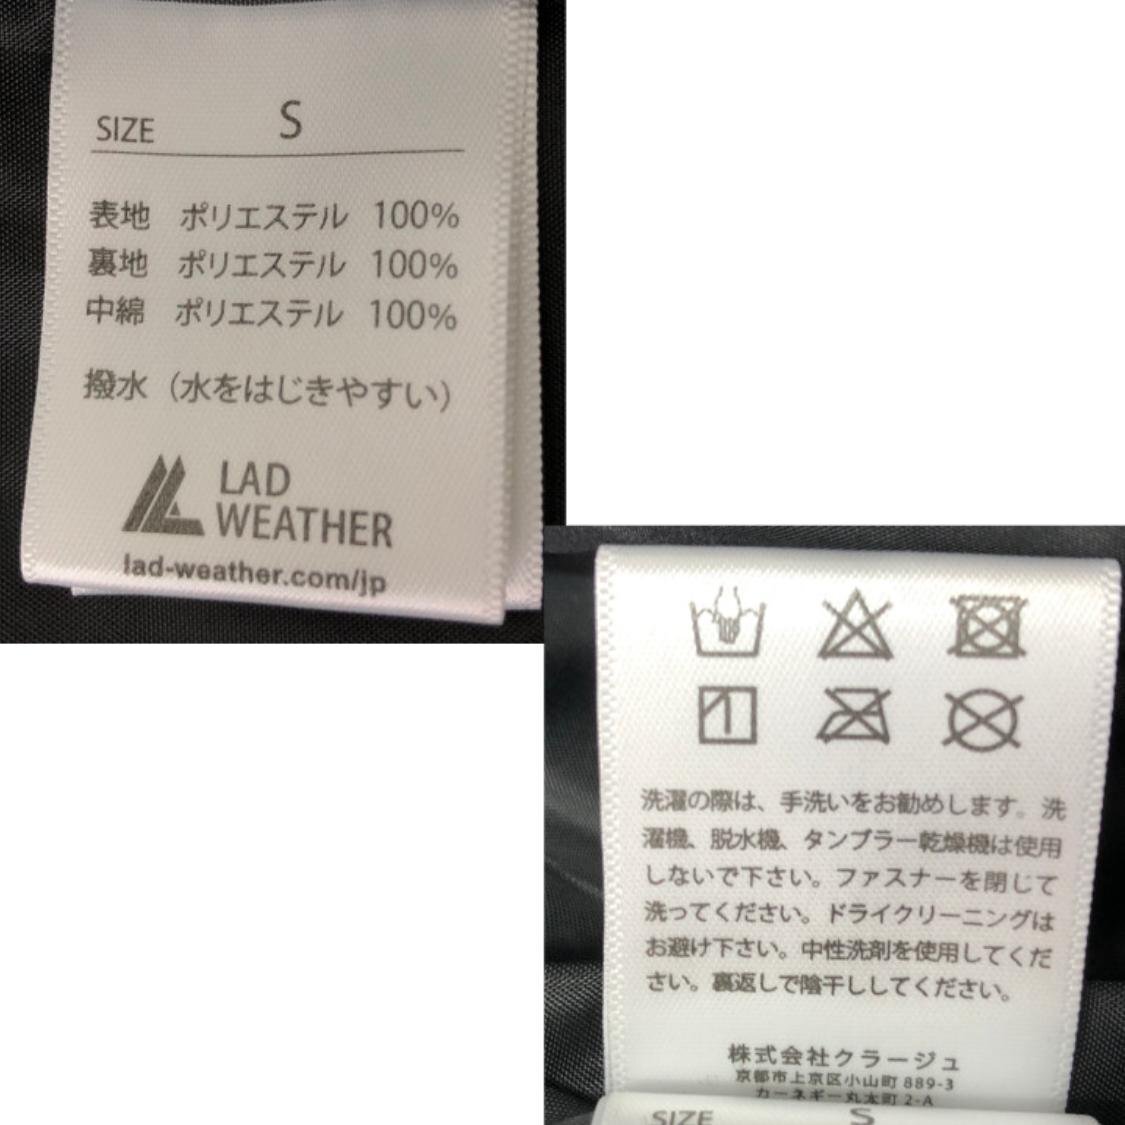 SIZE S
表地 ポリエステル 100%
裏地 ポリエステル 100%
中綿 ポリエステル 100%
撥水（水をはじきやすい）
LAD
WEATHER
lad-weather.com/jp
洗濯の際は、手洗いをお勧めします。洗
濯機、脱水機、タンブラー乾燥機は使用
しないで下さい。ファスナーを閉じて
洗ってください。ドライクリーニングは
お避け下さい。中性洗剤を使用してくだ
さい。裏返しで陰干ししてください。
株式会社クラージュ
京都市上京区小山町 889-3
カーネギー丸太町 2-A
SIZE S